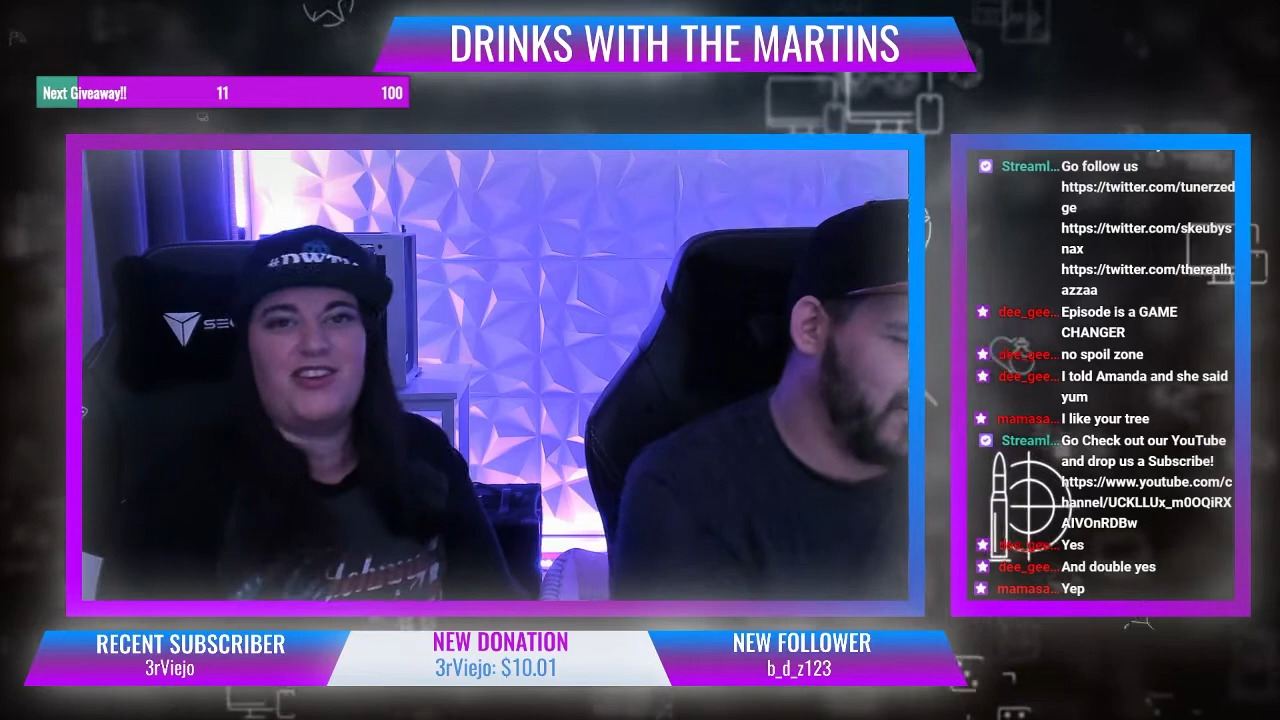 DRINKS WITH THE MARTINS
Next Giveaway!! 11 100
#DWTM
SEC
Streaml... Go follow us
https://twitter.com/tunerzed
ge
https://twitter.com/skeubys
nax
https://twitter.com/therealh
azzaa
dee_gee... Episode is a GAME
CHANGER
dee_gee... no spoil zone
dee_gee... I told Amanda and she said
yum
mamasa... I like your tree
Streaml... Go Check out our YouTube
and drop us a Subscribe!
https://www.youtube.com/c
hannel/UCKLLUx_m0OQiRX
AlVOnRDBw
dee_gee... Yes
dee_gee... And double yes
mamasa... Yep
RECENT SUBSCRIBER
3rViejo
NEW DONATION
3rViejo: $10.01
NEW FOLLOWER
b_d_z123